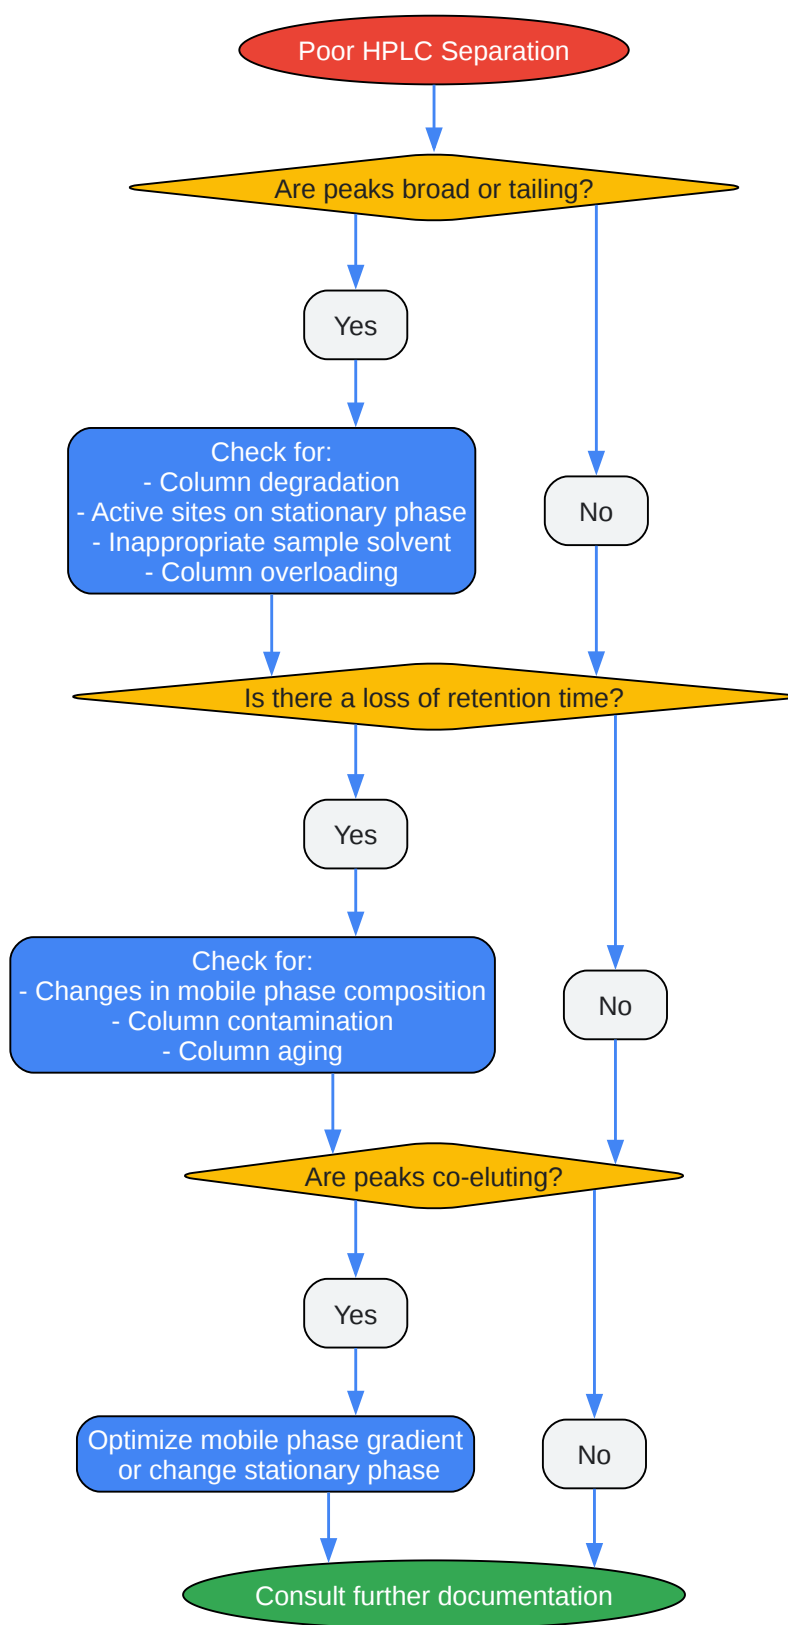 Poor HPLC Separation
Are peaks broad or tailing?
Yes
Check for:
- Column degradation
- Active sites on stationary phase
- Inappropriate sample solvent
- Column overloading
No
Is there a loss of retention time?
Yes
Check for:
- Changes in mobile phase composition
- Column contamination
- Column aging
No
Are peaks co-eluting?
Yes
Optimize mobile phase gradient
or change stationary phase
No
Consult further documentation